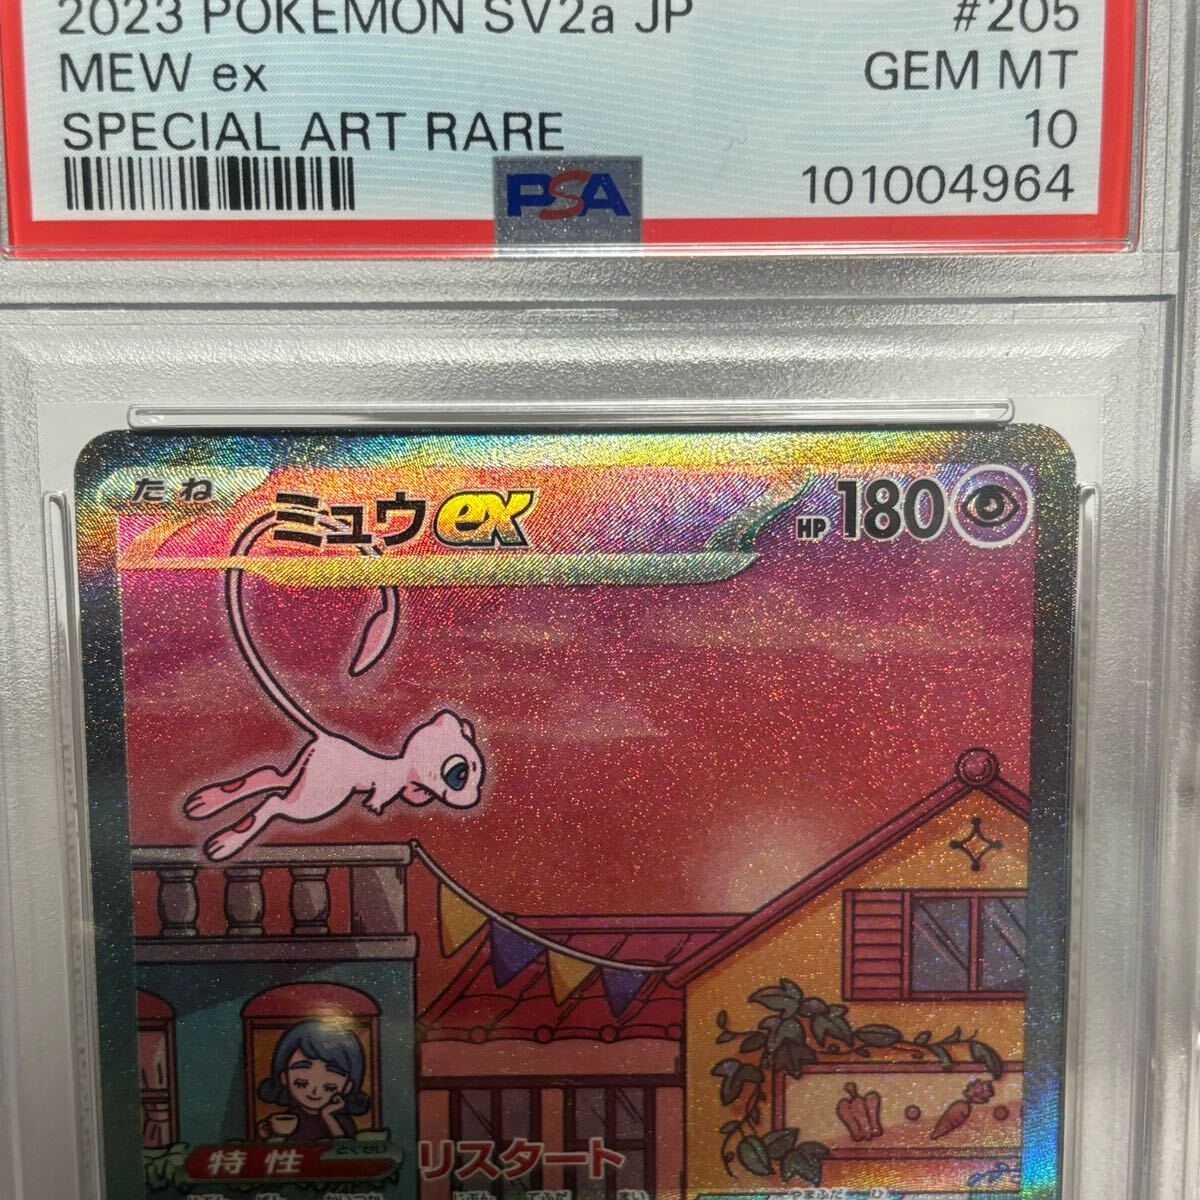 2023 POKEMON SV2a JP #205
MEW ex GEM MT
SPECIAL ART RARE 10
PSA 101004964
たね ミュウex HP 180
特性 とくせい リスタート